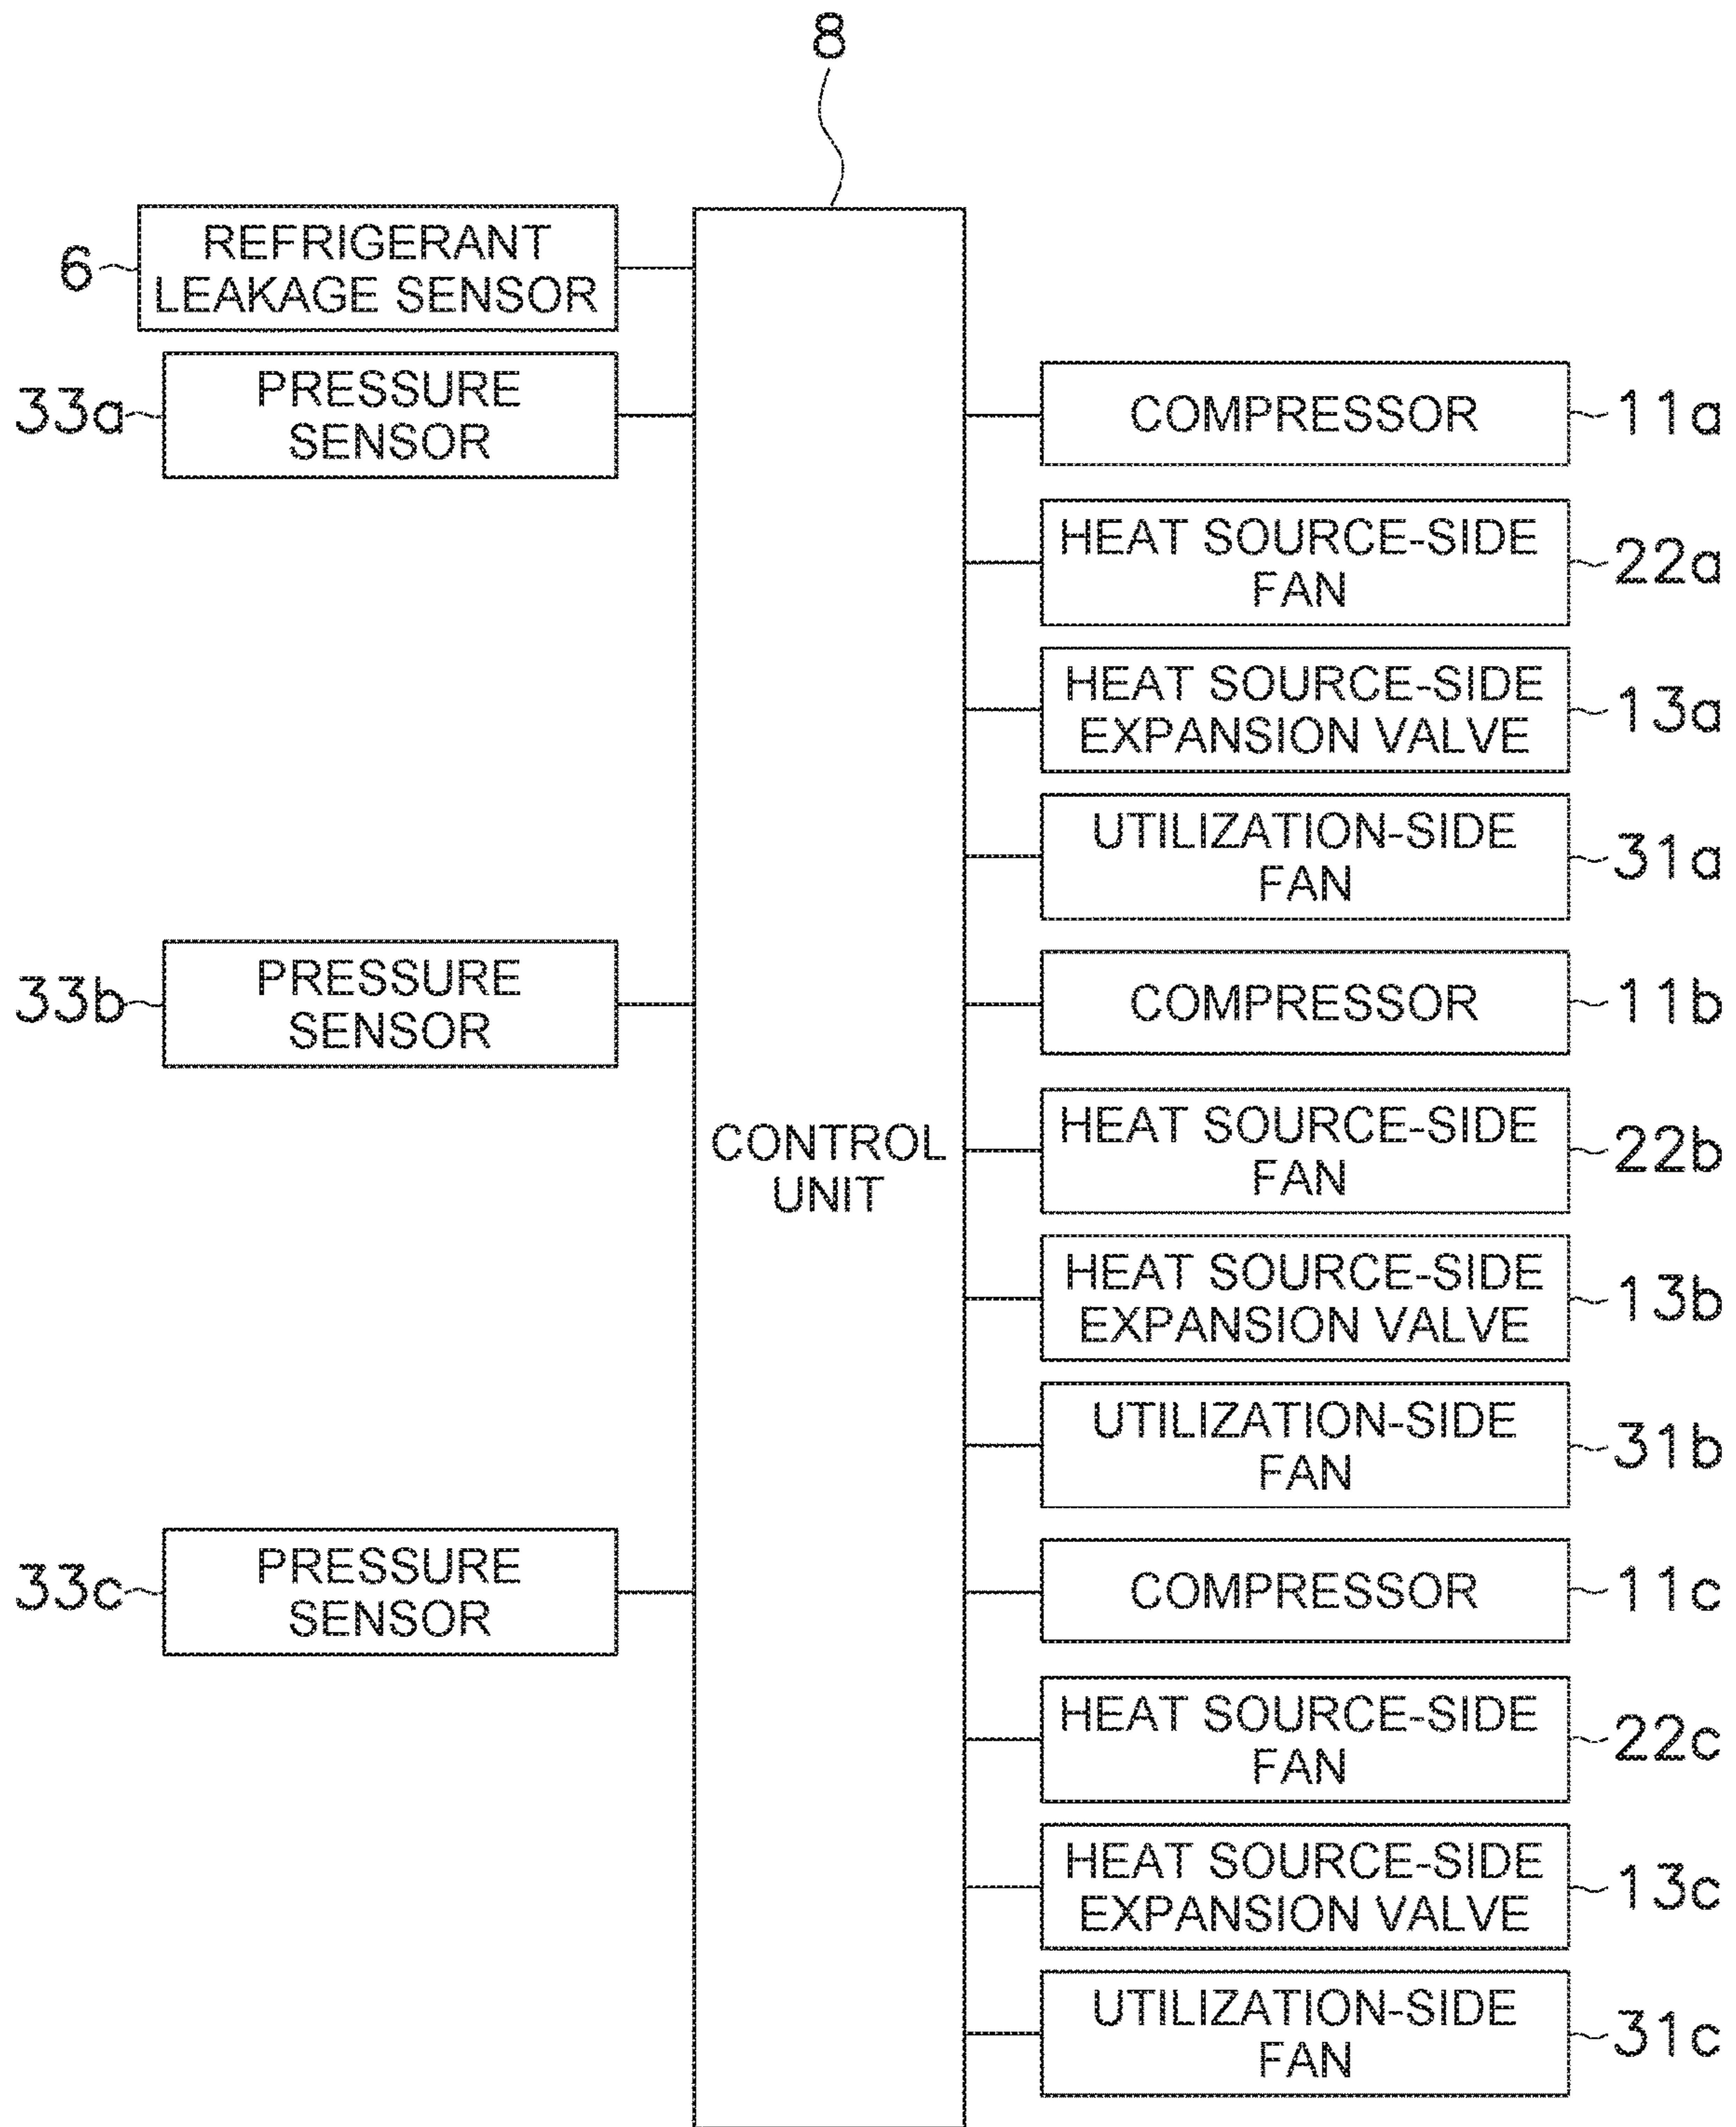 8
6
REFRIGERANT
LEAKAGE SENSOR
33a
PRESSURE
SENSOR
33b
PRESSURE
SENSOR
33c
PRESSURE
SENSOR
CONTROL
UNIT
COMPRESSOR
11a
HEAT SOURCE-SIDE
FAN
22a
HEAT SOURCE-SIDE
EXPANSION VALVE
13a
UTILIZATION-SIDE
FAN
31a
COMPRESSOR
11b
HEAT SOURCE-SIDE
FAN
22b
HEAT SOURCE-SIDE
EXPANSION VALVE
13b
UTILIZATION-SIDE
FAN
31b
COMPRESSOR
11c
HEAT SOURCE-SIDE
FAN
22c
HEAT SOURCE-SIDE
EXPANSION VALVE
13c
UTILIZATION-SIDE
FAN
31c